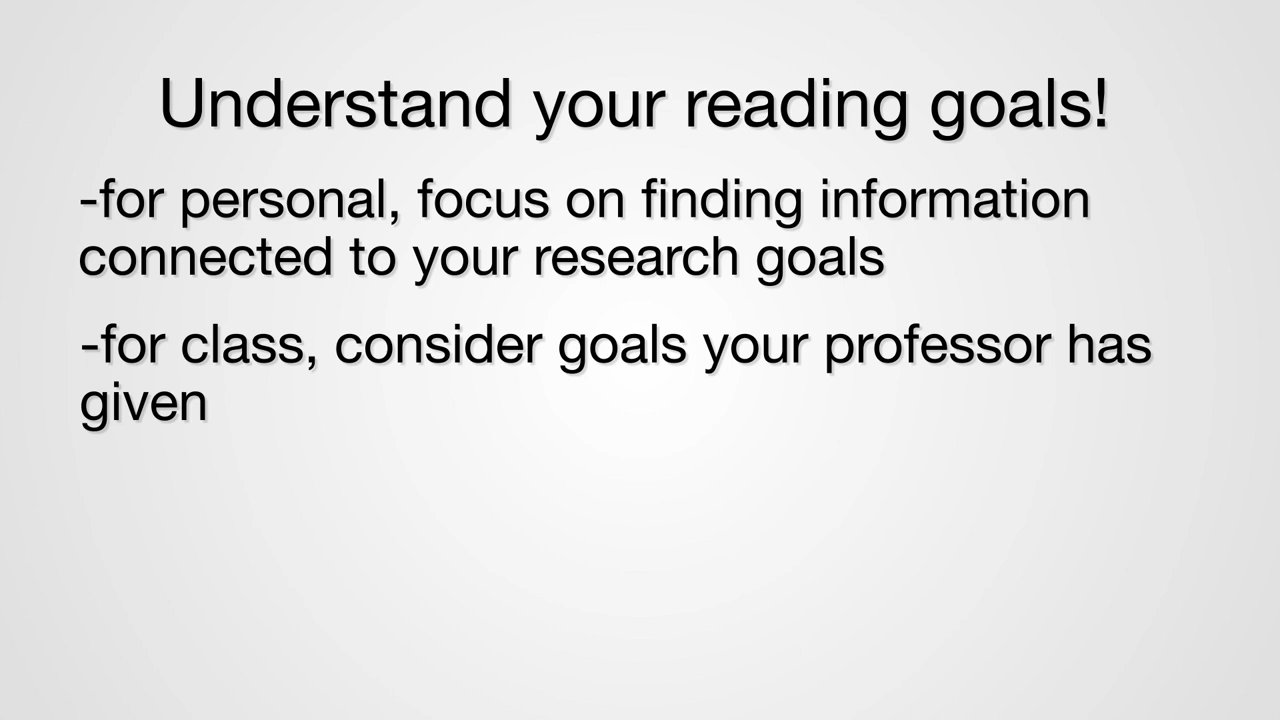 Understand your reading goals!
-for personal, focus on finding information
connected to your research goals
-for class, consider goals your professor has
given